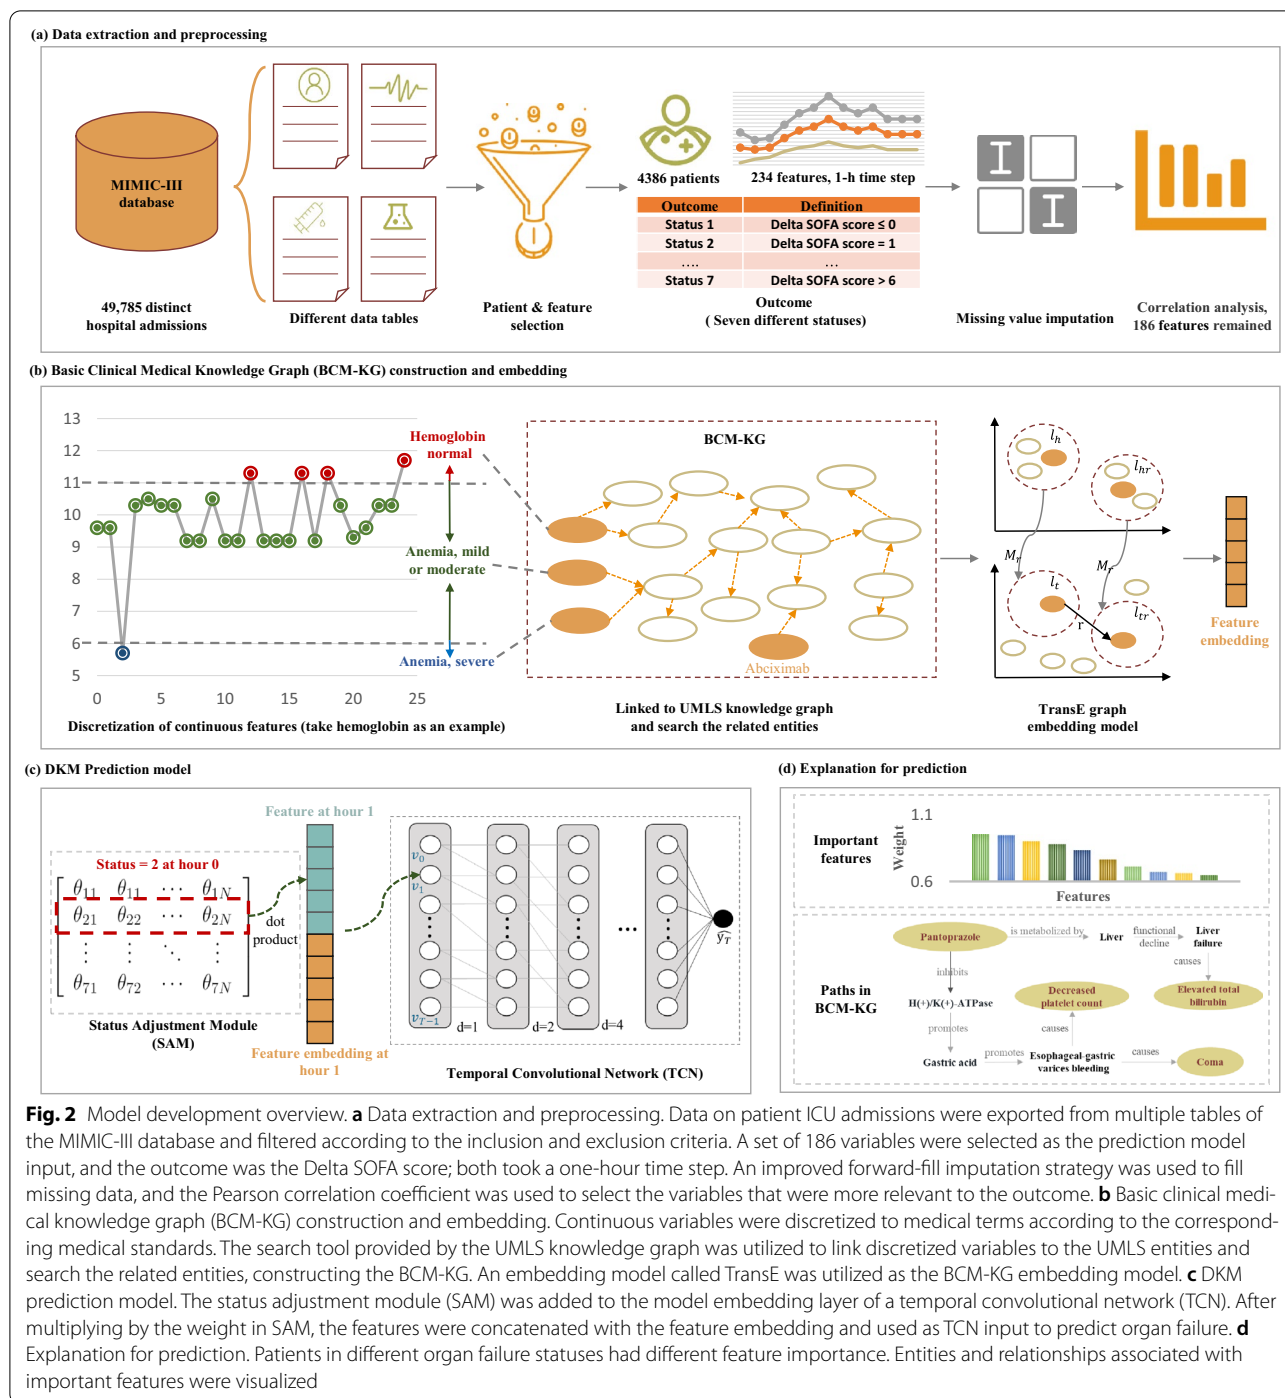 (a) Data extraction and preprocessing
MIMIC-III
database
49,785 distinct
hospital admissions
Different data tables
Patient & feature
selection
4386 patients
234 features, 1-h time step
Outcome Definition
Status 1 Delta SOFA score ≤ 0
Status 2 Delta SOFA score = 1
.... ...
Status 7 Delta SOFA score > 6
Outcome
( Seven different statuses)
I
I
Missing value imputation
Correlation analysis,
186 features remained
(b) Basic Clinical Medical Knowledge Graph (BCM-KG) construction and embedding
13
12
11
10
9
8
7
6
5
0 5 10 15 20 25
Hemoglobin
normal
Anemia, mild
or moderate
Anemia, severe
Discretization of continuous features (take hemoglobin as an example)
BCM-KG
Abciximab
Linked to UMLS knowledge graph
and search the related entities
l_h
l_hr
M_r
M_r
l_t
r
l_tr
TransE graph
embedding model
Feature
embedding
(c) DKM Prediction model
Status = 2 at hour 0
θ11 θ11 ⋯ θ1N
θ21 θ22 ⋯ θ2N
⋮ ⋮ ⋱ ⋮
θ71 θ72 ⋯ θ7N
Status Adjustment Module
(SAM)
dot
product
Feature at hour 1
Feature embedding at
hour 1
v_0
v_1
v_T−1
d=1
d=2
d=4
...
ŷ_T
Temporal Convolutional Network (TCN)
(d) Explanation for prediction
Important
features
Weight
1.1
0.6
Features
Paths in
BCM-KG
Pantoprazole
is metabolized by
Liver
functional
decline
Liver
failure
inhibits
causes
H(+)/K(+)-ATPase
Decreased
platelet count
Elevated total
bilirubin
promotes
causes
Gastric acid
promotes
Esophageal-gastric
varices bleeding
causes
Coma
Fig. 2 Model development overview. a Data extraction and preprocessing. Data on patient ICU admissions were exported from multiple tables of
the MIMIC-III database and filtered according to the inclusion and exclusion criteria. A set of 186 variables were selected as the prediction model
input, and the outcome was the Delta SOFA score; both took a one-hour time step. An improved forward-fill imputation strategy was used to fill
missing data, and the Pearson correlation coefficient was used to select the variables that were more relevant to the outcome. b Basic clinical medi-
cal knowledge graph (BCM-KG) construction and embedding. Continuous variables were discretized to medical terms according to the correspond-
ing medical standards. The search tool provided by the UMLS knowledge graph was utilized to link discretized variables to the UMLS entities and
search the related entities, constructing the BCM-KG. An embedding model called TransE was utilized as the BCM-KG embedding model. c DKM
prediction model. The status adjustment module (SAM) was added to the model embedding layer of a temporal convolutional network (TCN). After
multiplying by the weight in SAM, the features were concatenated with the feature embedding and used as TCN input to predict organ failure. d
Explanation for prediction. Patients in different organ failure statuses had different feature importance. Entities and relationships associated with
important features were visualized